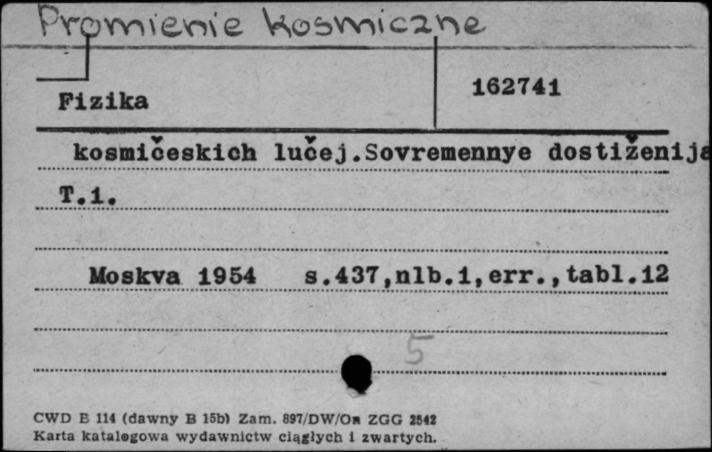 Promienie kosmiczne
162741
Fizika
kosmičeskich lučej.Sovremennye dostiženija
T.1.
Moskva 1954 s.437,nlb.1,err.,tabl.12
5
CWD B 114 (dawny B 15b) Zam. 897/DW/Om ZGG 2542
Karta katalogowa wydawnictw ciągłych i zwartych.